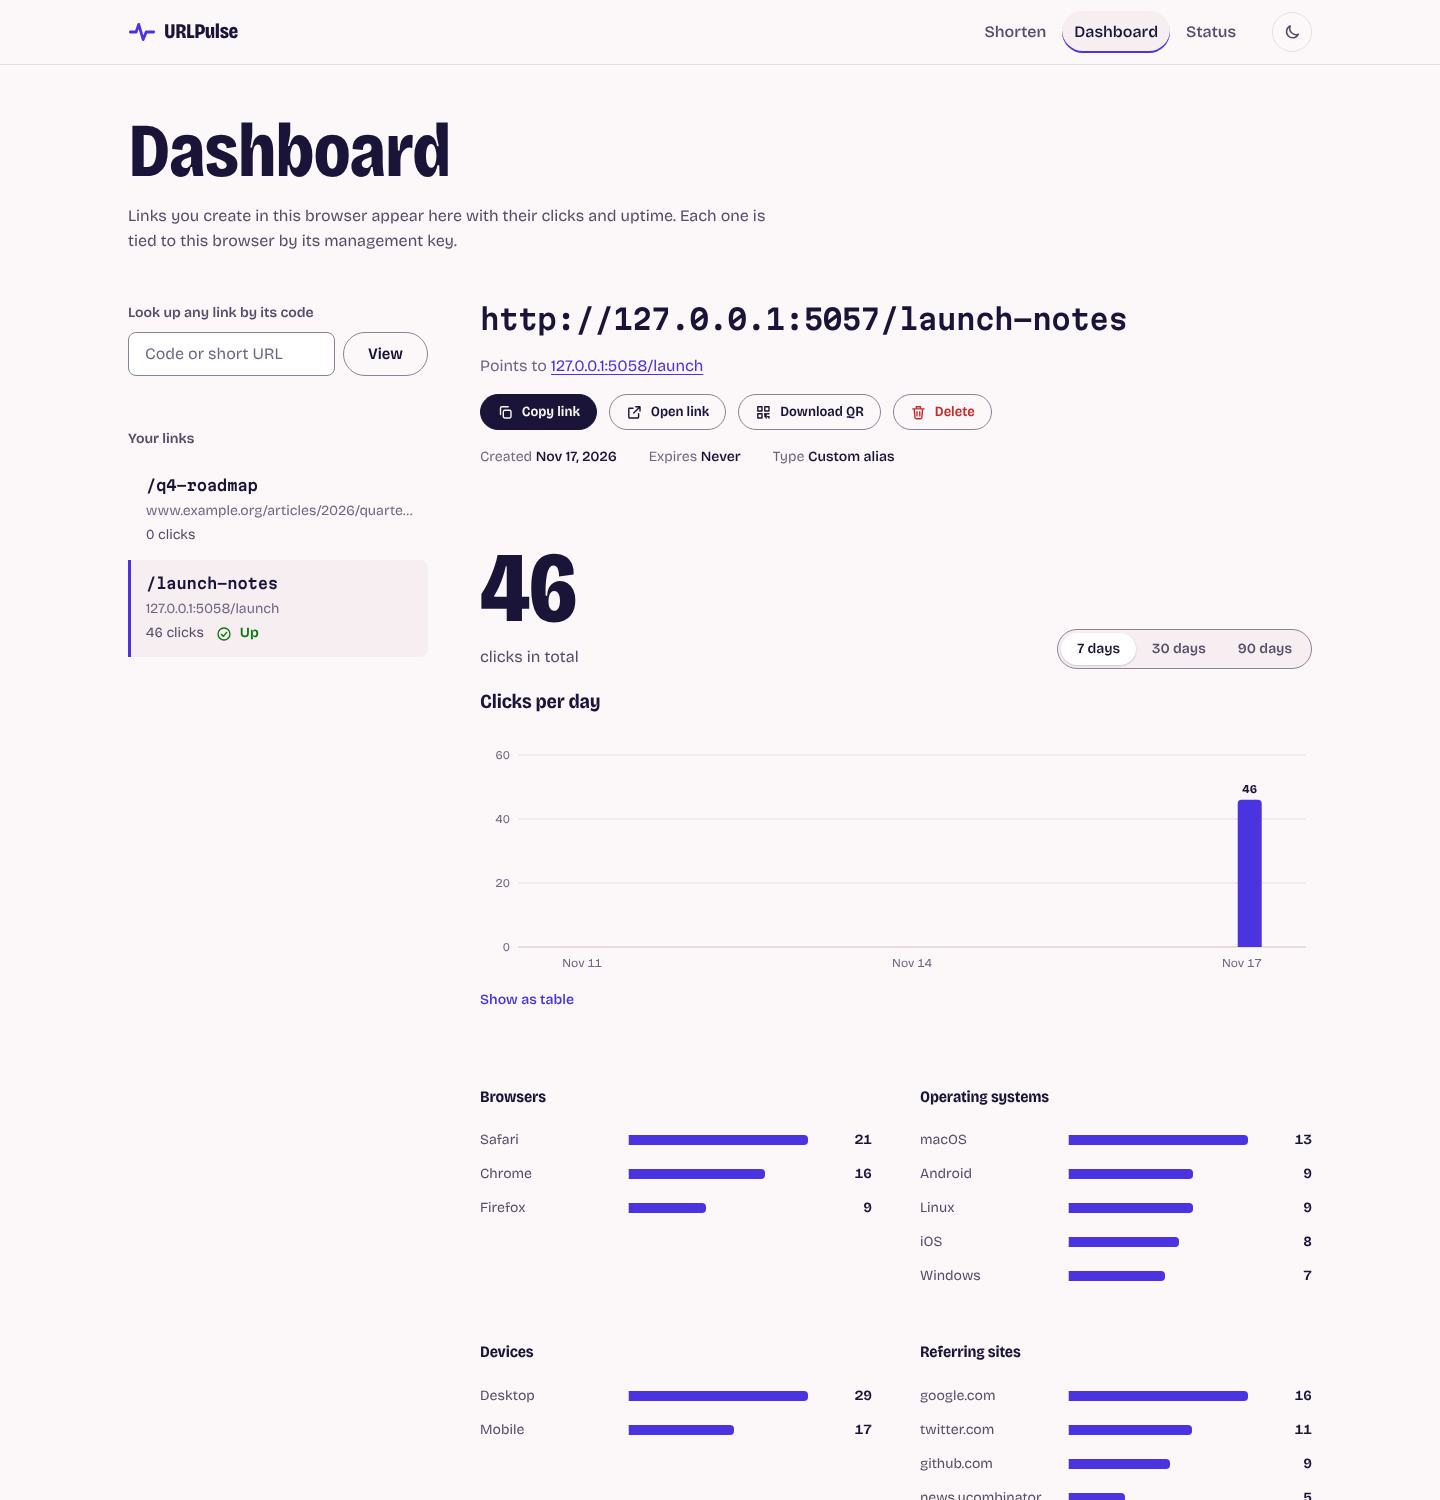 URLPulse
Shorten
Dashboard
Status
Dashboard
Links you create in this browser appear here with their clicks and uptime. Each one is
tied to this browser by its management key.
Look up any link by its code
Code or short URL
View
Your links
/q4-roadmap
www.example.org/articles/2026/quarte...
0 clicks
/launch-notes
127.0.0.1:5058/launch
46 clicks
Up
http://127.0.0.1:5057/launch-notes
Points to 127.0.0.1:5058/launch
Copy link
Open link
Download QR
Delete
Created Nov 17, 2026
Expires Never
Type Custom alias
46
clicks in total
7 days
30 days
90 days
Clicks per day
60
40
20
0
46
Nov 11
Nov 14
Nov 17
Show as table
Browsers
Safari 21
Chrome 16
Firefox 9
Operating systems
macOS 13
Android 9
Linux 9
iOS 8
Windows 7
Devices
Desktop 29
Mobile 17
Referring sites
google.com 16
twitter.com 11
github.com 9
news.ycombinator 5